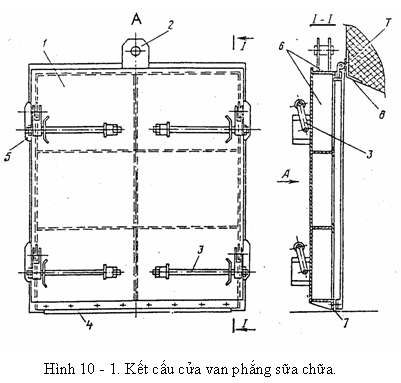 A
I - I
T
1
2
I
6
8
5
3
A
3
4
I
7
Hình 10 - 1. Kết cấu cửa van phẳng sữa chữa.